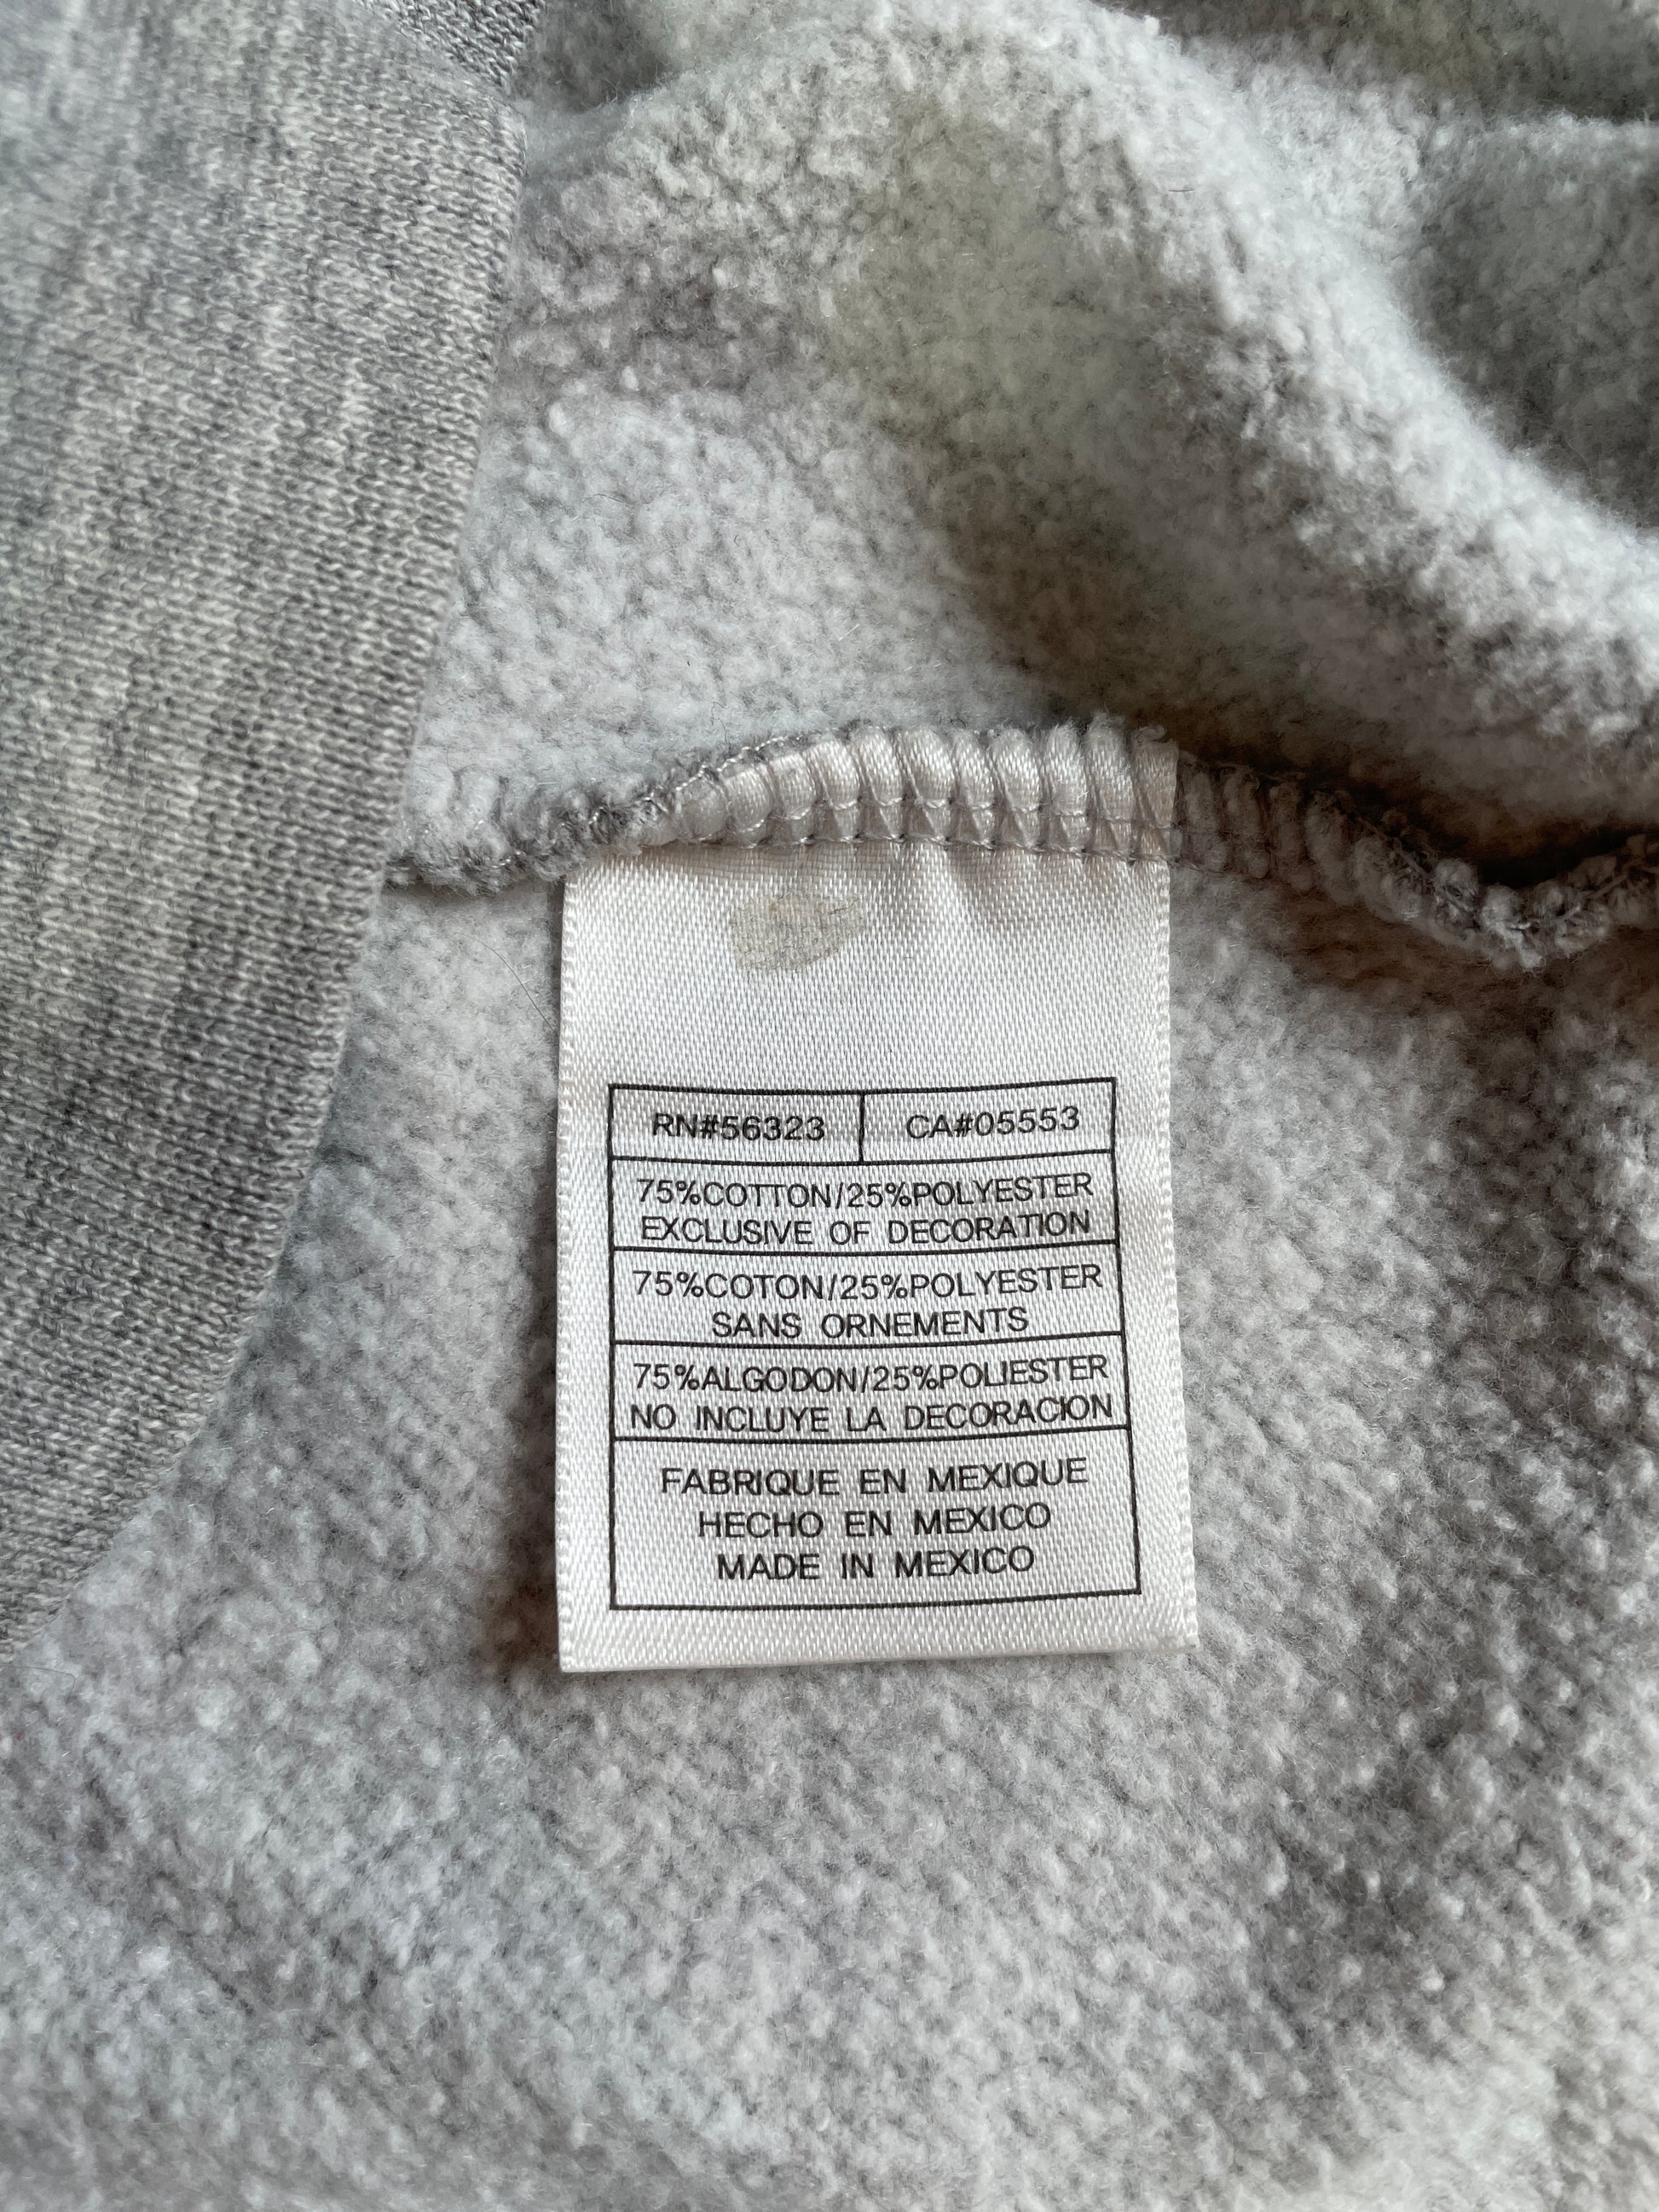 RN#56323 CA#05553
75%COTTON/25%POLYESTER
EXCLUSIVE OF DECORATION
75%COTON/25%POLYESTER
SANS ORNEMENTS
75%ALGODON/25%POLIESTER
NO INCLUYE LA DECORACION
FABRIQUE EN MEXIQUE
HECHO EN MEXICO
MADE IN MEXICO